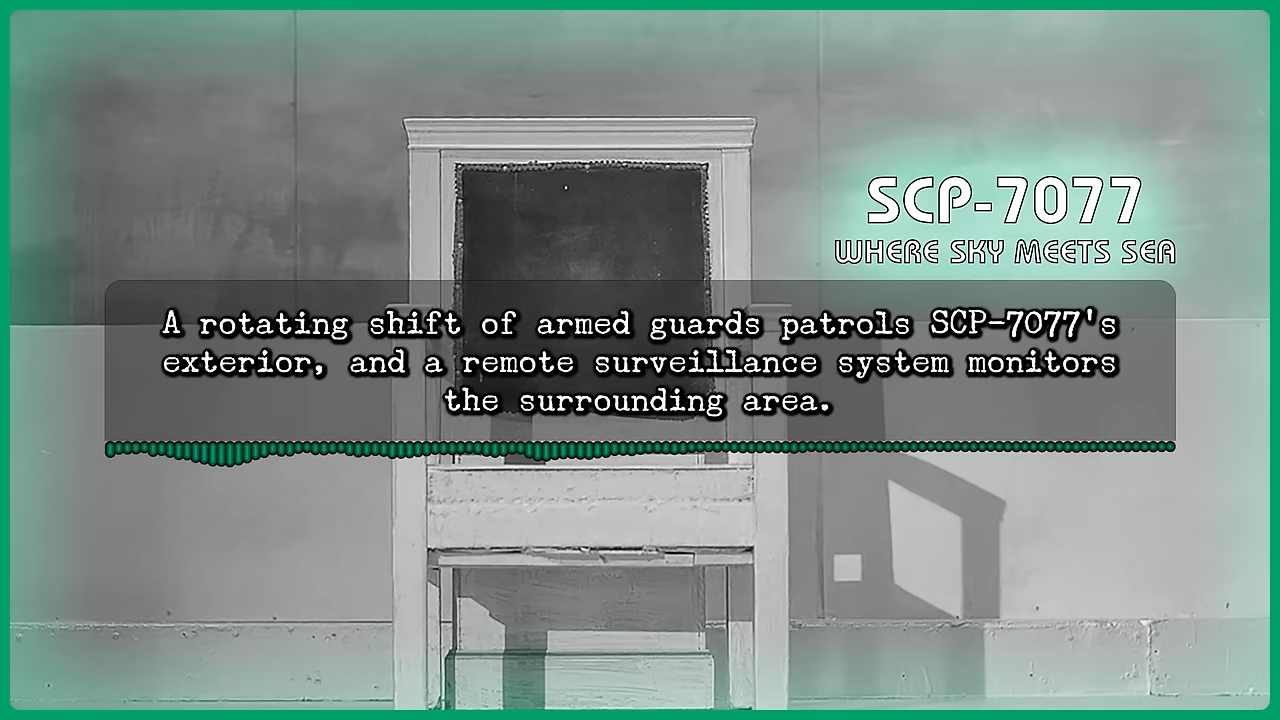 SCP-7077
WHERE SKY MEETS SEA
A rotating shift of armed guards patrols SCP-7077's
exterior, and a remote surveillance system monitors
the surrounding area.